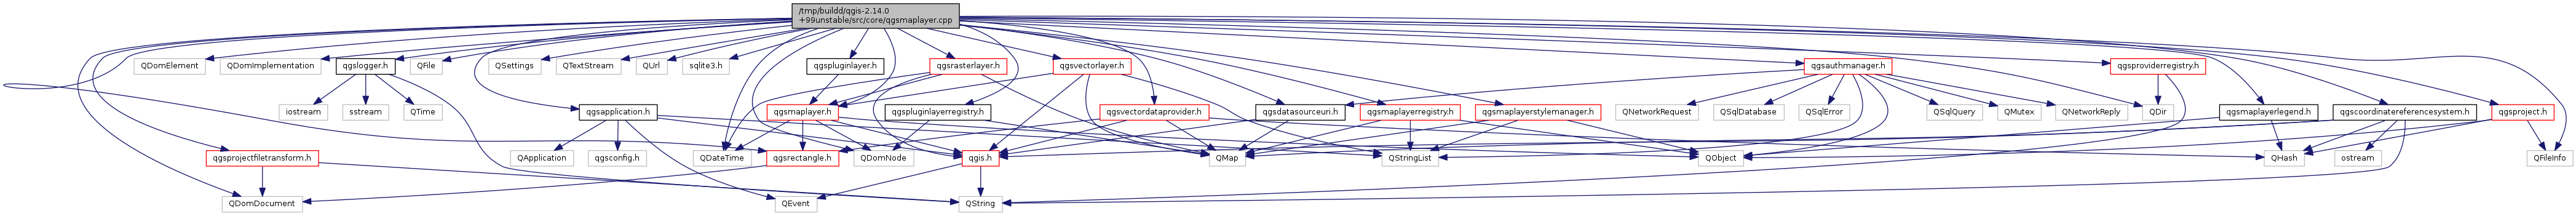 /tmp/buildd/qgis-2.14.0
+99unstable/src/core/qgsmaplayer.cpp
QDomElement
QDomImplementation
qgslogger.h
QFile
QSettings
QTextStream
QUrl
sqlite3.h
qgspluginlayer.h
qgsrasterlayer.h
qgsvectorlayer.h
qgsauthmanager.h
qgsproviderregistry.h
iostream
sstream
QTime
qgsapplication.h
qgsmaplayer.h
qgspluginlayerregistry.h
qgsvectordataprovider.h
qgsdatasourceuri.h
qgsmaplayerregistry.h
qgsmaplayerstylemanager.h
QNetworkRequest
QSqlDatabase
QSqlError
QSqlQuery
QMutex
QNetworkReply
QDir
qgsmaplayerlegend.h
qgscoordinatereferencesystem.h
qgsproject.h
qgsprojectfiletransform.h
QApplication
qgsconfig.h
QDateTime
qgsrectangle.h
QDomNode
qgis.h
QMap
QStringList
QObject
QHash
ostream
QFileInfo
QDomDocument
QEvent
QString